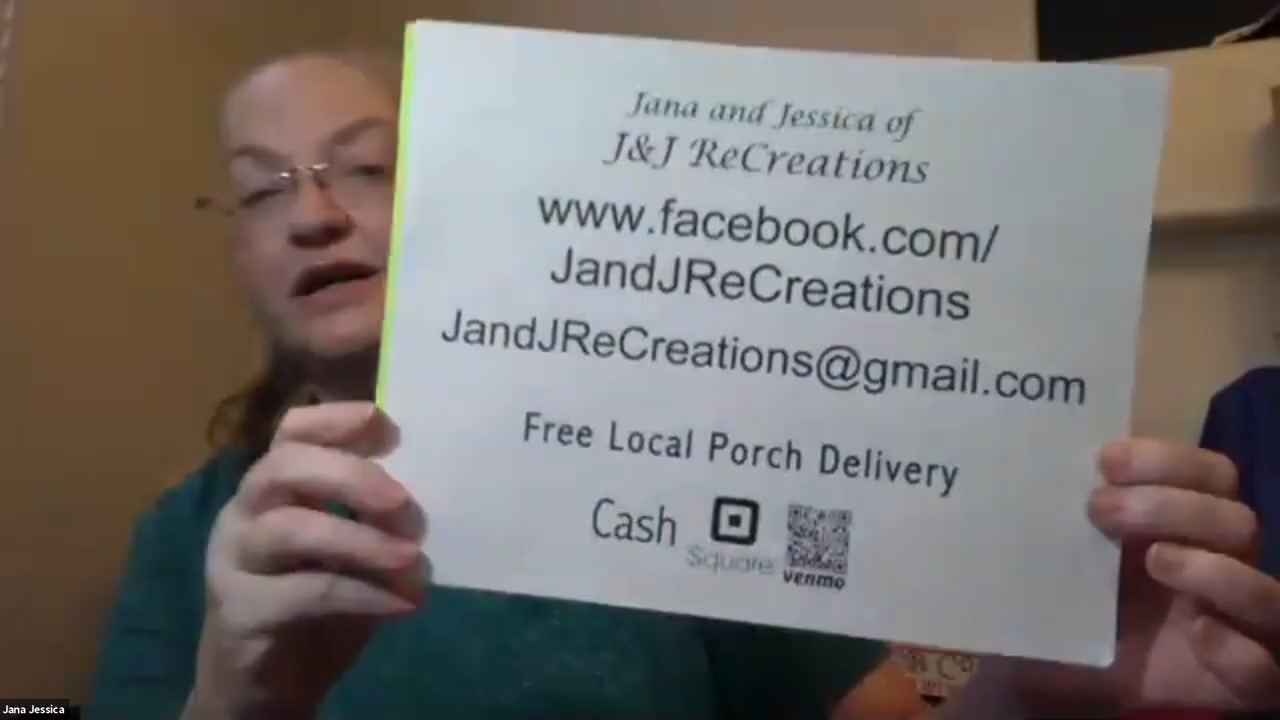 Jana and Jessica of
J&J ReCreations
www.facebook.com/
JandJReCreations
JandJReCreations@gmail.com
Free Local Porch Delivery
Cash
Square
venmo
Jana Jessica